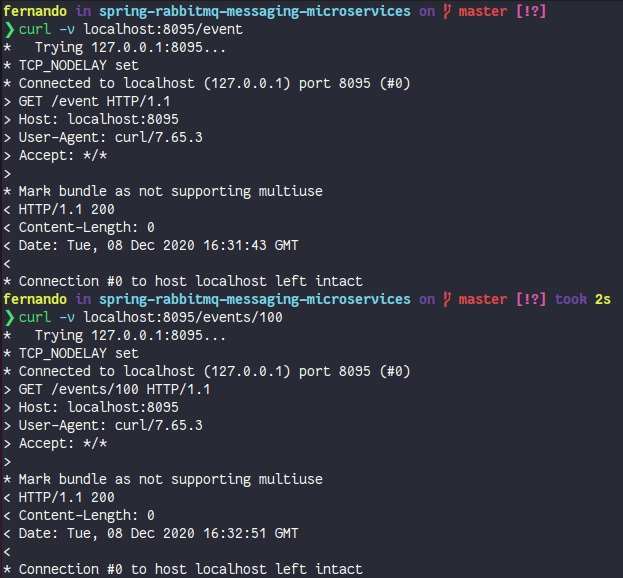 fernando in spring-rabbitmq-messaging-microservices on master [!?]
❯ curl -v localhost:8095/event
*   Trying 127.0.0.1:8095...
* TCP_NODELAY set
* Connected to localhost (127.0.0.1) port 8095 (#0)
> GET /event HTTP/1.1
> Host: localhost:8095
> User-Agent: curl/7.65.3
> Accept: */*
>
* Mark bundle as not supporting multiuse
< HTTP/1.1 200
< Content-Length: 0
< Date: Tue, 08 Dec 2020 16:31:43 GMT
<
* Connection #0 to host localhost left intact
fernando in spring-rabbitmq-messaging-microservices on master [!?] took 2s
❯ curl -v localhost:8095/events/100
*   Trying 127.0.0.1:8095...
* TCP_NODELAY set
* Connected to localhost (127.0.0.1) port 8095 (#0)
> GET /events/100 HTTP/1.1
> Host: localhost:8095
> User-Agent: curl/7.65.3
> Accept: */*
>
* Mark bundle as not supporting multiuse
< HTTP/1.1 200
< Content-Length: 0
< Date: Tue, 08 Dec 2020 16:32:51 GMT
<
* Connection #0 to host localhost left intact